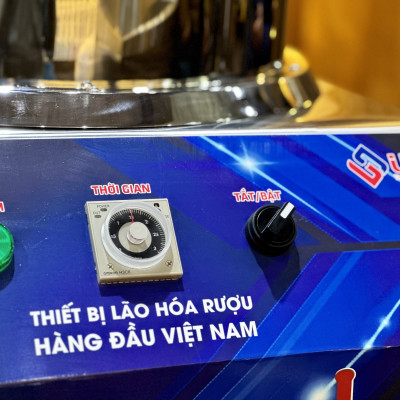 THỜI GIAN
TẮT/BẬT
THIẾT BỊ LÃO HÓA RƯỢU
HÀNG ĐẦU VIỆT NAM